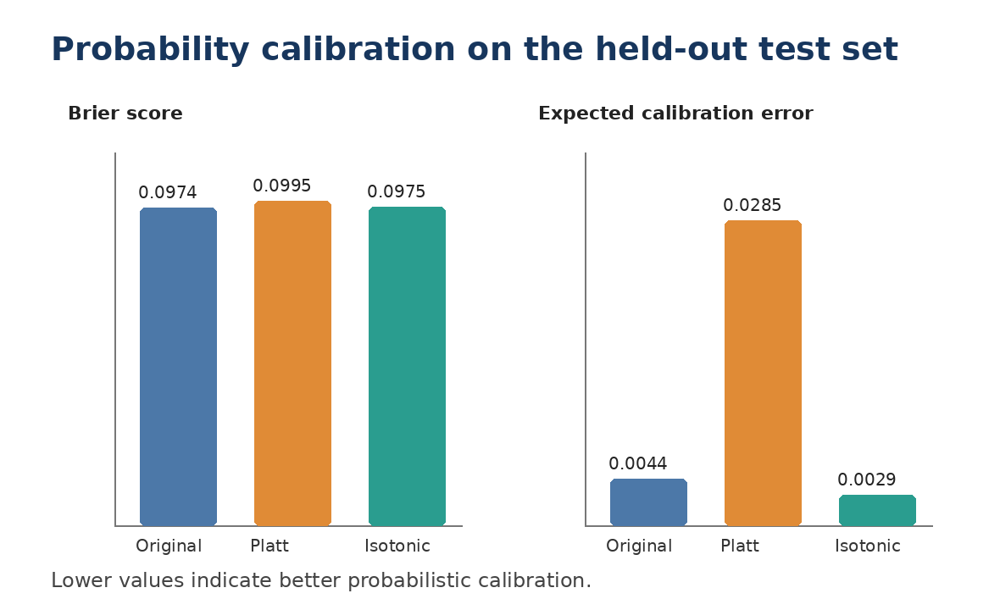 Probability calibration on the held-out test set
Brier score
0.0974
0.0995
0.0975
Original
Platt
Isotonic
Expected calibration error
0.0044
0.0285
0.0029
Original
Platt
Isotonic
Lower values indicate better probabilistic calibration.